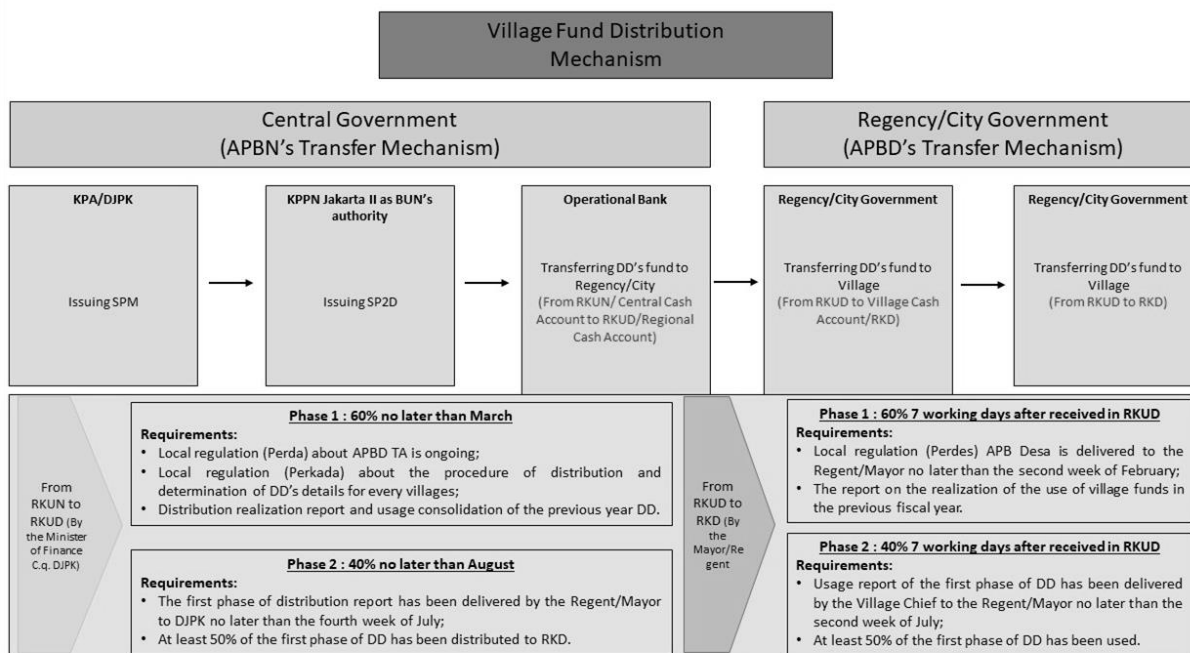 Village Fund Distribution
Mechanism
Central Government
(APBN's Transfer Mechanism)
Regency/City Government
(APBD's Transfer Mechanism)
KPA/DJPK
Issuing SPM
KPPN Jakarta II as BUN's
authority
Issuing SP2D
Operational Bank
Transferring DD's fund to
Regency/City
(From RKUN/ Central Cash
Account to RKUD/Regional
Cash Account)
Regency/City Government
Transferring DD's fund to
Village
(From RKUD to Village Cash
Account/RKD)
Regency/City Government
Transferring DD's fund to
Village
(From RKUD to RKD)
From
RKUN to
RKUD (By
the Minister
of Finance
C.q. DJPK)
Phase 1 : 60% no later than March
Requirements:
• Local regulation (Perda) about APBD TA is ongoing;
• Local regulation (Perkada) about the procedure of distribution and
determination of DD's details for every villages;
• Distribution realization report and usage consolidation of the previous year DD.
Phase 2 : 40% no later than August
Requirements:
• The first phase of distribution report has been delivered by the Regent/Mayor
to DJPK no later than the fourth week of July;
• At least 50% of the first phase of DD has been distributed to RKD.
From
RKUD to
RKD (By
the
Mayor/Re
gent
Phase 1 : 60% 7 working days after received in RKUD
Requirements:
• Local regulation (Perdes) APB Desa is delivered to the
Regent/Mayor no later than the second week of February;
• The report on the realization of the use of village funds in
the previous fiscal year.
Phase 2 : 40% 7 working days after received in RKUD
Requirements:
• Usage report of the first phase of DD has been delivered
by the Village Chief to the Regent/Mayor no later than the
second week of July;
• At least 50% of the first phase of DD has been used.